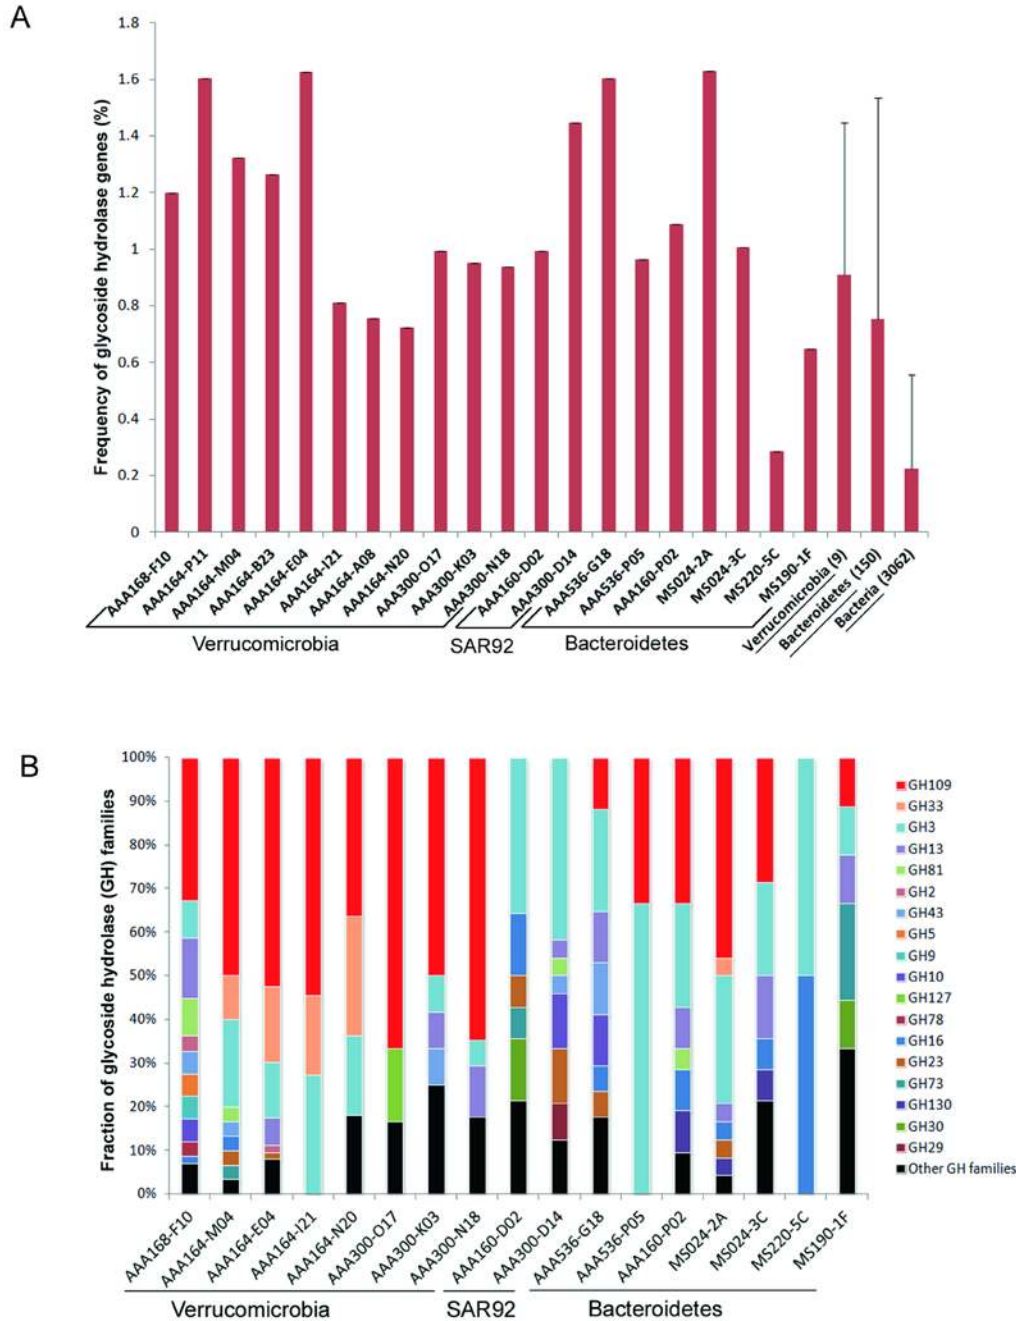 A
Frequency of glycoside hydrolase genes (%)
1.8
1.6
1.4
1.2
1
0.8
0.6
0.4
0.2
0
AAA168-F10
AAA164-P11
AAA164-M04
AAA164-B23
AAA164-E04
AAA164-I21
AAA164-A08
AAA164-N20
AAA300-O17
AAA300-K03
AAA300-N18
AAA160-D02
AAA300-D14
AAA536-G18
AAA536-P05
AAA160-P02
MS024-2A
MS024-3C
MS220-5C
MS190-1F
Verrucomicrobia (9)
Bacteroidetes (150)
Bacteria (3062)
Verrucomicrobia
SAR92
Bacteroidetes
B
Fraction of glycoside hydrolase (GH) families
100%
90%
80%
70%
60%
50%
40%
30%
20%
10%
0%
GH109
GH33
GH3
GH13
GH81
GH2
GH43
GH5
GH9
GH10
GH127
GH78
GH16
GH23
GH73
GH130
GH30
GH29
Other GH families
AAA168-F10
AAA164-M04
AAA164-E04
AAA164-I21
AAA164-N20
AAA300-O17
AAA300-K03
AAA300-N18
AAA160-D02
AAA300-D14
AAA536-G18
AAA536-P05
AAA160-P02
MS024-2A
MS024-3C
MS220-5C
MS190-1F
Verrucomicrobia
SAR92
Bacteroidetes